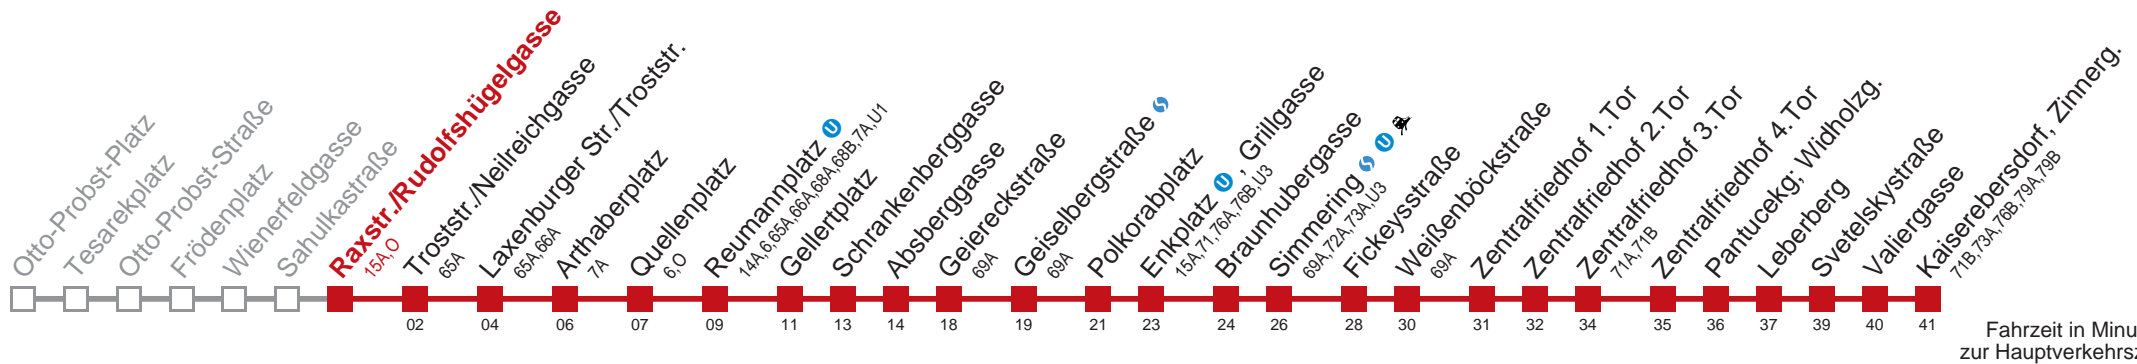 Otto-Probst-Platz
Tesarekplatz
Otto-Probst-Straße
Frödenplatz
Wienerfeldgasse
Sahulkastraße
Raxstr./Rudolfshügelgasse
15A,O
Troststr./Neilreichgasse
65A
Laxenburger Str./Troststr.
65A,66A
Arthaberplatz
7A
Quellenplatz
6,O
Reumannplatz U
14A,6,65A,66A,68A,68B,7A,U1
Gellertplatz
Schrankenberggasse
Absberggasse
Geiereckstraße
69A
Geiselbergstraße
69A
Polkorabplatz
Enkplatz U , Grillgasse
15A,71,76A,76B,U3
Braunhubergasse
Simmering U
69A,72A,73A,U3
Fickeysstraße
Weißenböckstraße
69A
Zentralfriedhof 1.Tor
Zentralfriedhof 2.Tor
Zentralfriedhof 3.Tor
71A,71B
Zentralfriedhof 4.Tor
Pantucekg; Widholzg.
Leberberg
Svetelskystraße
Valiergasse
Kaiserebersdorf, Zinnerg.
71B,73A,76B,79A,79B
02 04 06 07 09 11 13 14 18 19 21 23 24 26 28 30 31 32 34 35 36 37 39 40 41
Fahrzeit in Minu
zur Hauptverkehrsz